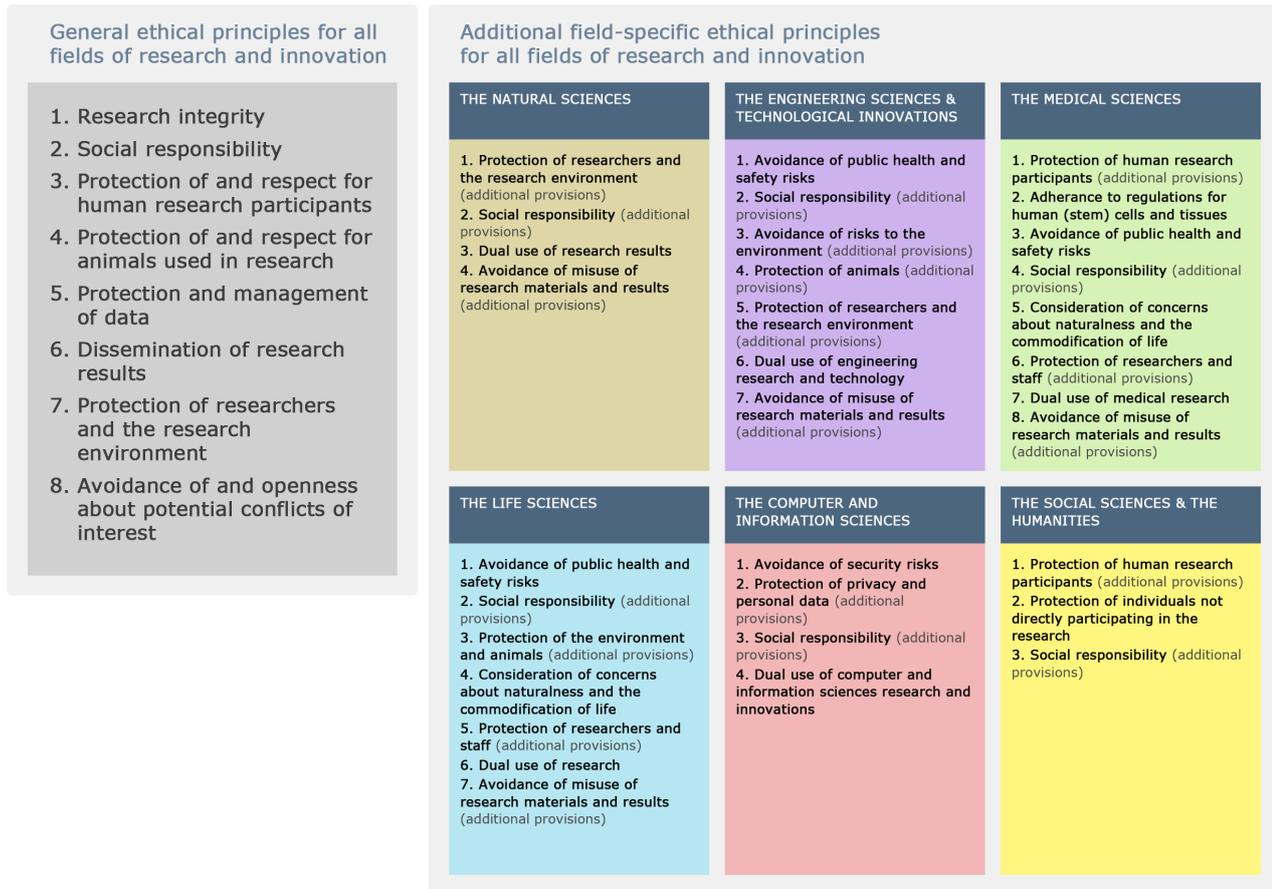 General ethical principles for all
fields of research and innovation
1. Research integrity
2. Social responsibility
3. Protection of and respect for
human research participants
4. Protection of and respect for
animals used in research
5. Protection and management
of data
6. Dissemination of research
results
7. Protection of researchers
and the research
environment
8. Avoidance of and openness
about potential conflicts of
interest
Additional field-specific ethical principles
for all fields of research and innovation
THE NATURAL SCIENCES
1. Protection of researchers and
the research environment
(additional provisions)
2. Social responsibility (additional
provisions)
3. Dual use of research results
4. Avoidance of misuse of
research materials and results
(additional provisions)
THE ENGINEERING SCIENCES &
TECHNOLOGICAL INNOVATIONS
1. Avoidance of public health and
safety risks
2. Social responsibility (additional
provisions)
3. Avoidance of risks to the
environment (additional provisions)
4. Protection of animals (additional
provisions)
5. Protection of researchers and
the research environment
(additional provisions)
6. Dual use of engineering
research and technology
7. Avoidance of misuse of
research materials and results
(additional provisions)
THE MEDICAL SCIENCES
1. Protection of human research
participants (additional provisions)
2. Adherence to regulations for
human (stem) cells and tissues
3. Avoidance of public health and
safety risks
4. Social responsibility (additional
provisions)
5. Consideration of concerns
about naturalness and the
commodification of life
6. Protection of researchers and
staff (additional provisions)
7. Dual use of medical research
8. Avoidance of misuse of
research materials and results
(additional provisions)
THE LIFE SCIENCES
1. Avoidance of public health and
safety risks
2. Social responsibility (additional
provisions)
3. Protection of the environment
and animals (additional provisions)
4. Consideration of concerns
about naturalness and the
commodification of life
5. Protection of researchers and
staff (additional provisions)
6. Dual use of research
7. Avoidance of misuse of
research materials and results
(additional provisions)
THE COMPUTER AND
INFORMATION SCIENCES
1. Avoidance of security risks
2. Protection of privacy and
personal data (additional
provisions)
3. Social responsibility (additional
provisions)
4. Dual use of computer and
information sciences research and
innovations
THE SOCIAL SCIENCES & THE
HUMANITIES
1. Protection of human research
participants (additional provisions)
2. Protection of individuals not
directly participating in the
research
3. Social responsibility (additional
provisions)